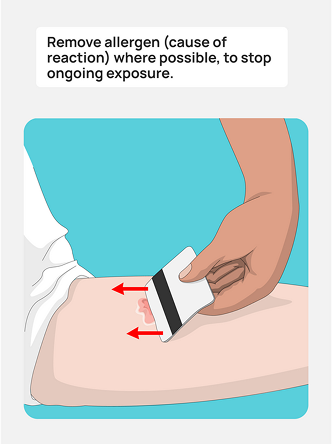 Remove allergen (cause of
reaction) where possible, to stop
ongoing exposure.